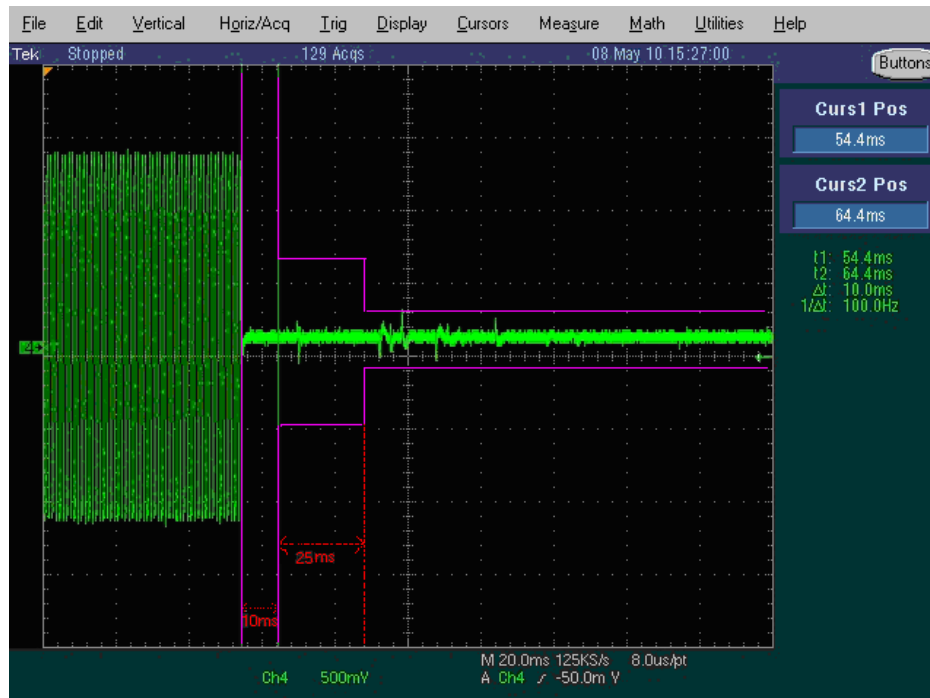 File Edit Vertical Horiz/Acq Trig Display Cursors Measure Math Utilities Help
Tek Stopped 129 Acqs 08 May 10 15:27:00 Buttons
Curs1 Pos
54.4ms
Curs2 Pos
64.4ms
t1: 54.4ms
t2: 64.4ms
Δt: 10.0ms
1/Δt: 100.0Hz
25ms
10ms
M 20.0ms 125KS/s 8.0us/pt
Ch4 500mV A Ch4 -50.0m V